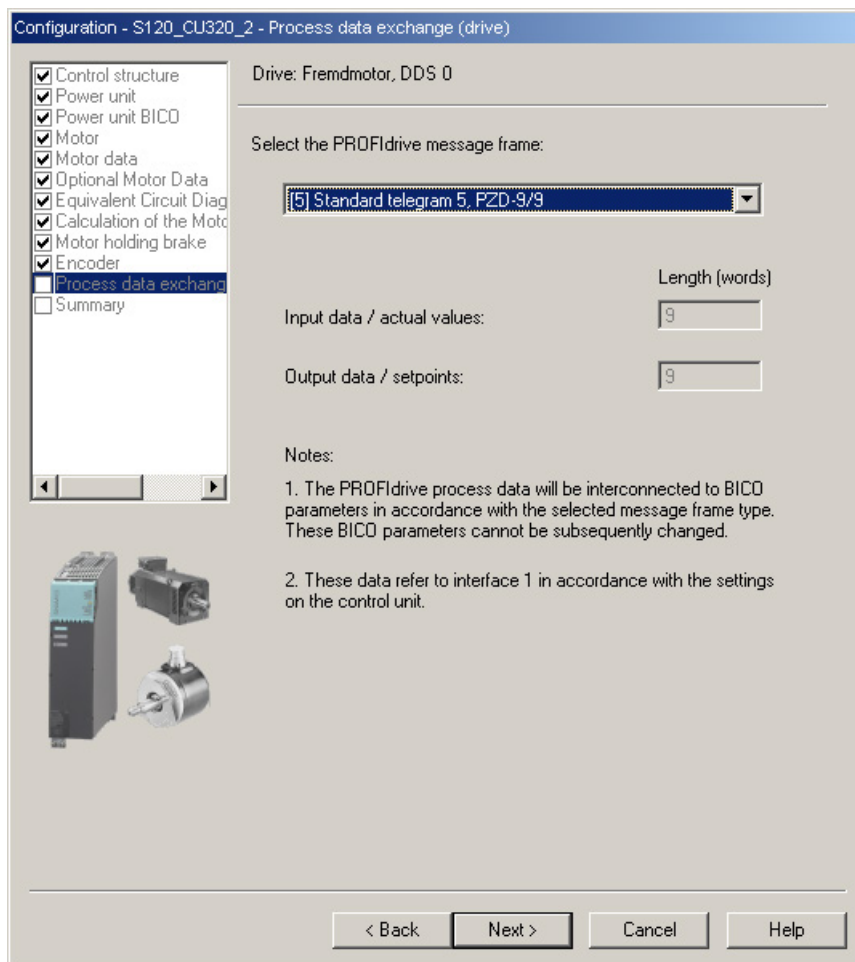 Configuration - S120_CU320_2 - Process data exchange (drive)
Control structure
Power unit
Power unit BICO
Motor
Motor data
Optional Motor Data
Equivalent Circuit Diag
Calculation of the Moto
Motor holding brake
Encoder
Process data exchang
Summary
Drive: Fremdmotor, DDS 0
Select the PROFIdrive message frame:
[5] Standard telegram 5, PZD-9/9
Length (words)
Input data / actual values:
9
Output data / setpoints:
9
Notes:
1. The PROFIdrive process data will be interconnected to BICO
parameters in accordance with the selected message frame type.
These BICO parameters cannot be subsequently changed.
2. These data refer to interface 1 in accordance with the settings
on the control unit.
< Back
Next >
Cancel
Help